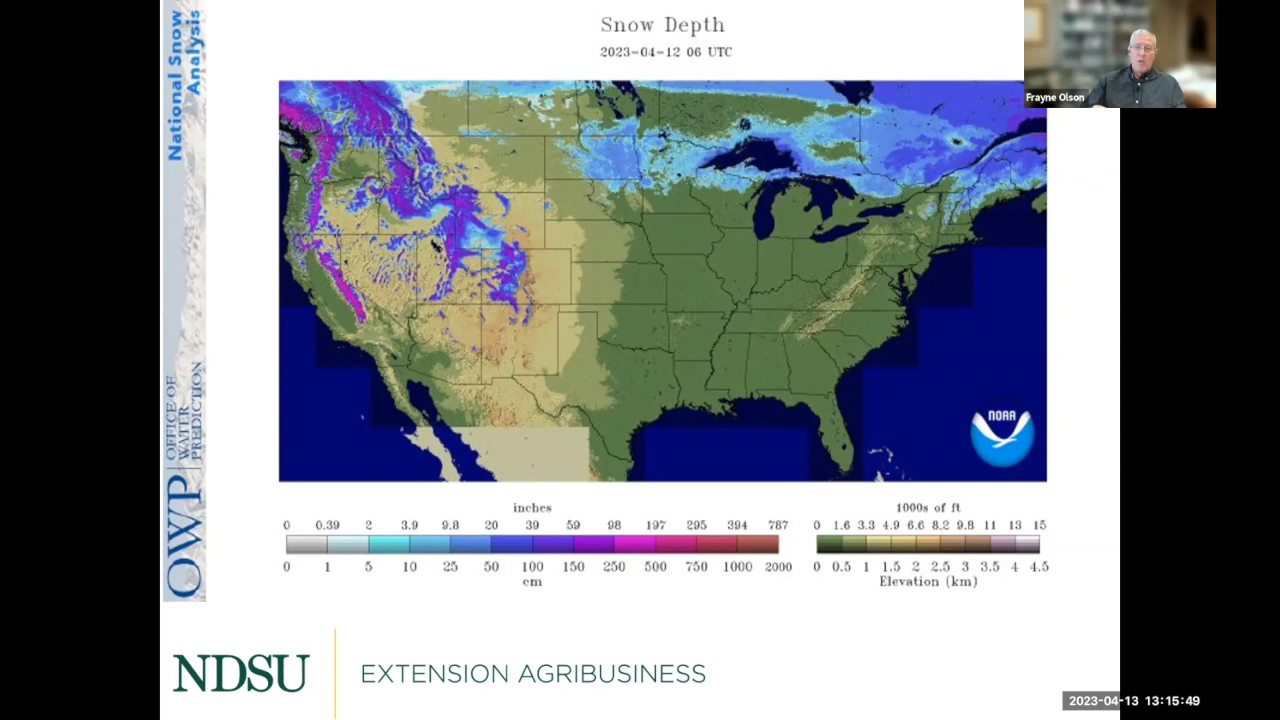 Snow Depth
2023-04-12 06 UTC
National Snow
Analysis
OFFICE OF
WATER
PREDICTION
OWP
Frayne Olson
NOAA
inches
0 0.39 2 3.9 9.8 20 39 59 98 197 295 394 787
0 1 5 10 25 50 100 150 250 500 750 1000 2000
cm
1000s of ft
0 1.6 3.3 4.9 6.6 8.2 9.8 11 13 15
0 0.5 1 1.5 2 2.5 3 3.5 4 4.5
Elevation (km)
NDSU
EXTENSION AGRIBUSINESS
2023-04-13 13:15:49